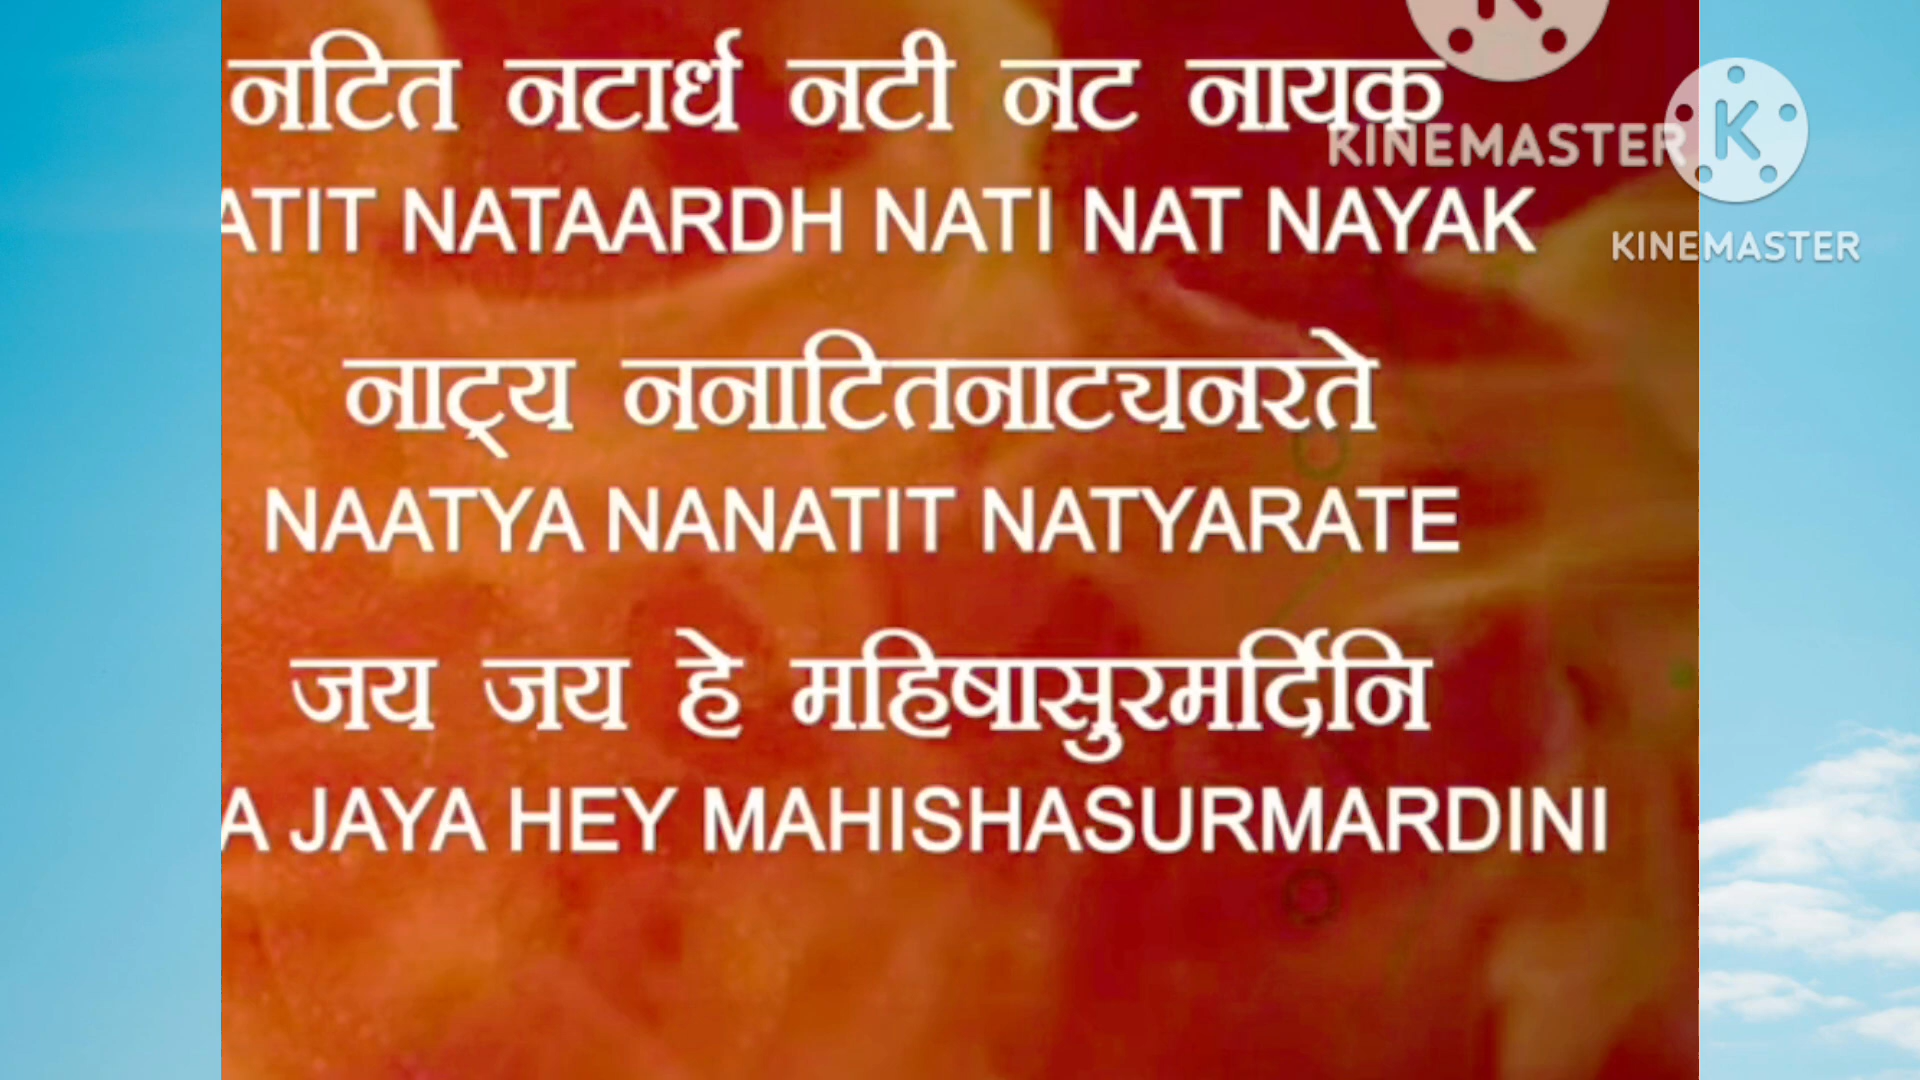 नटित नटार्ध नटी नट नायक
KINEMASTER
ATIT NATAARDH NATI NAT NAYAK
KINEMASTER
नाट्य ननाटितनाट्यनरते
NAATYA NANATIT NATYARATE
जय जय हे महिषासुरमर्दिनि
A JAYA HEY MAHISHASURMARDINI